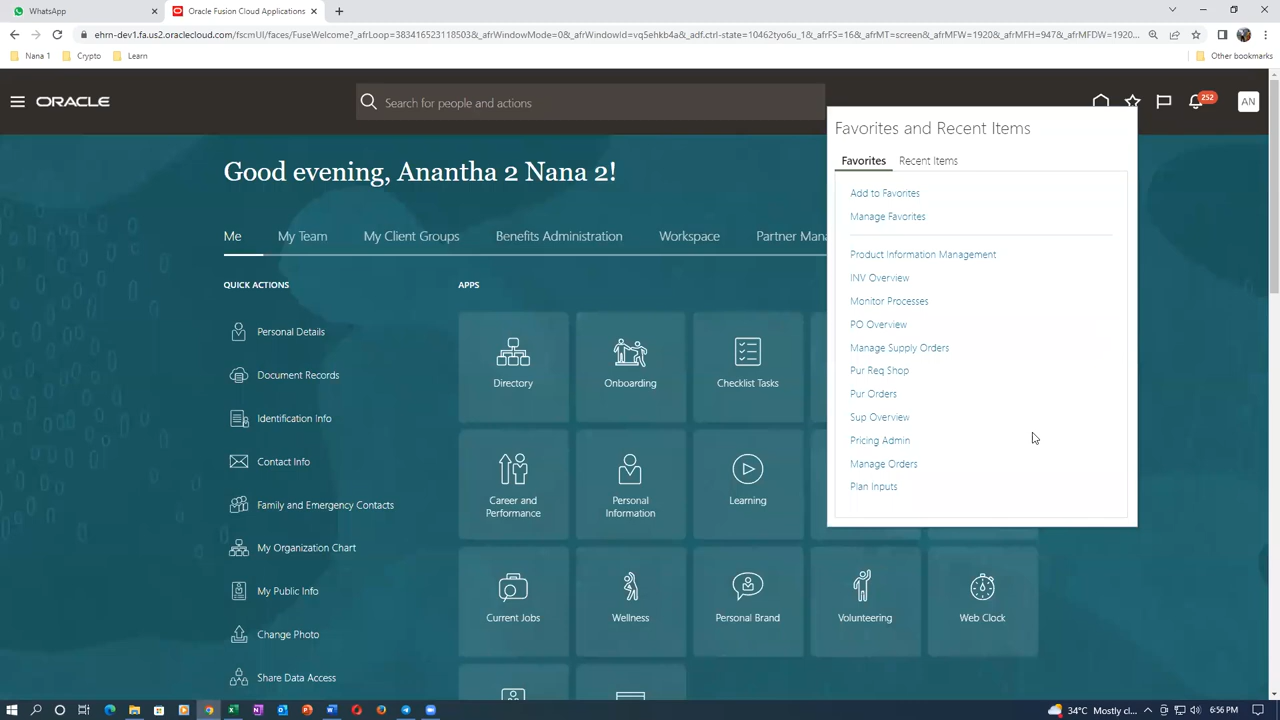 WhatsApp
Oracle Fusion Cloud Applications
ehrn-dev1.fa.us2.oraclecloud.com/fscmUI/faces/FuseWelcome?_afrLoop=38341652311850­3&_afrWindowMode=0&_afrWindowId=vq5ehkb4a&_adf.ctrl-state=10462tyo6u_1&_afrFS=16&_afrMT=screen&_afrMFW=1920&_afrMFH=947&_afrMFDW=1920...
Nana 1 Crypto Learn Other bookmarks
ORACLE Search for people and actions 252 AN
Good evening, Anantha 2 Nana 2!
Me My Team My Client Groups Benefits Administration Workspace Partner Mana
QUICK ACTIONS
Personal Details
Document Records
Identification Info
Contact Info
Family and Emergency Contacts
My Organization Chart
My Public Info
Change Photo
Share Data Access
APPS
Directory
Onboarding
Checklist Tasks
Career and
Performance
Personal
Information
Learning
Current Jobs
Wellness
Personal Brand
Volunteering
Web Clock
Favorites and Recent Items
Favorites Recent Items
Add to Favorites
Manage Favorites
Product Information Management
INV Overview
Monitor Processes
PO Overview
Manage Supply Orders
Pur Req Shop
Pur Orders
Sup Overview
Pricing Admin
Manage Orders
Plan Inputs
34°C Mostly cl... 6:56 PM